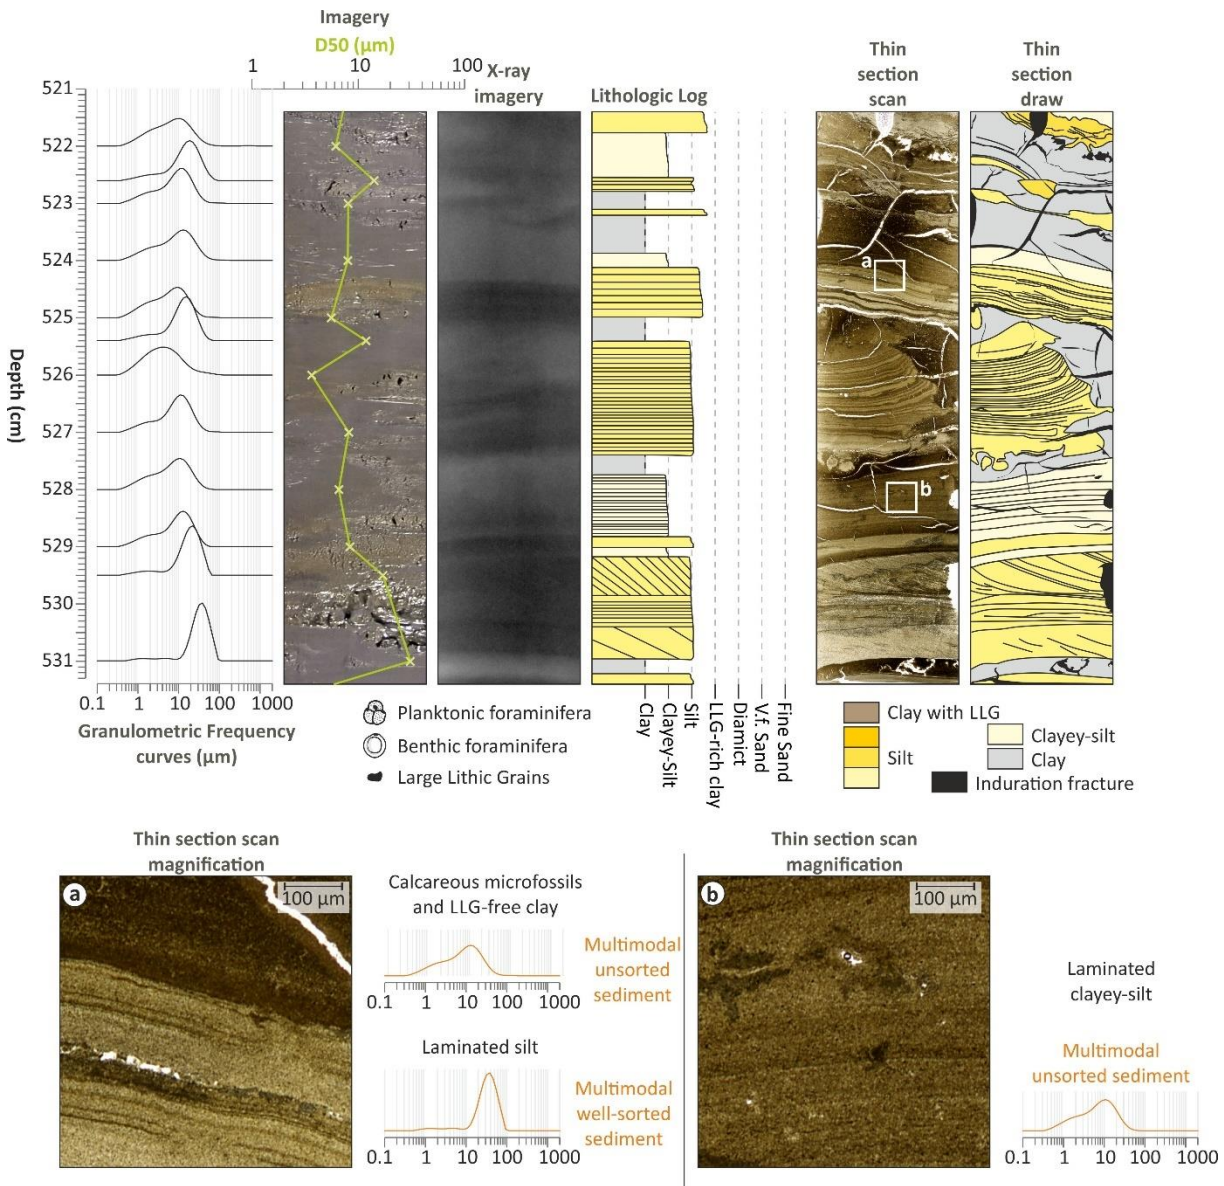 Imagery
D50 (µm)
1 10 100
X-ray
imagery
Lithologic Log
Thin
section
scan
Thin
section
draw
Depth (cm)
521
522
523
524
525
526
527
528
529
530
531
a
b
0.1 1 10 100 1000
Granulometric Frequency
curves (µm)
Planktonic foraminifera
Benthic foraminifera
Large Lithic Grains
Clay
Clayey-Silt
Silt
LLG-rich clay
Diamict
V.f. Sand
Fine Sand
Clay with LLG
Silt
Clayey-silt
Clay
Induration fracture
Thin section scan
magnification
a
100 µm
Calcareous microfossils
and LLG-free clay
Multimodal
unsorted
sediment
0.1 1 10 100 1000
Laminated silt
Multimodal
well-sorted
sediment
0.1 1 10 100 1000
Thin section scan
magnification
b
100 µm
Laminated
clayey-silt
Multimodal
unsorted sediment
0.1 1 10 100 1000